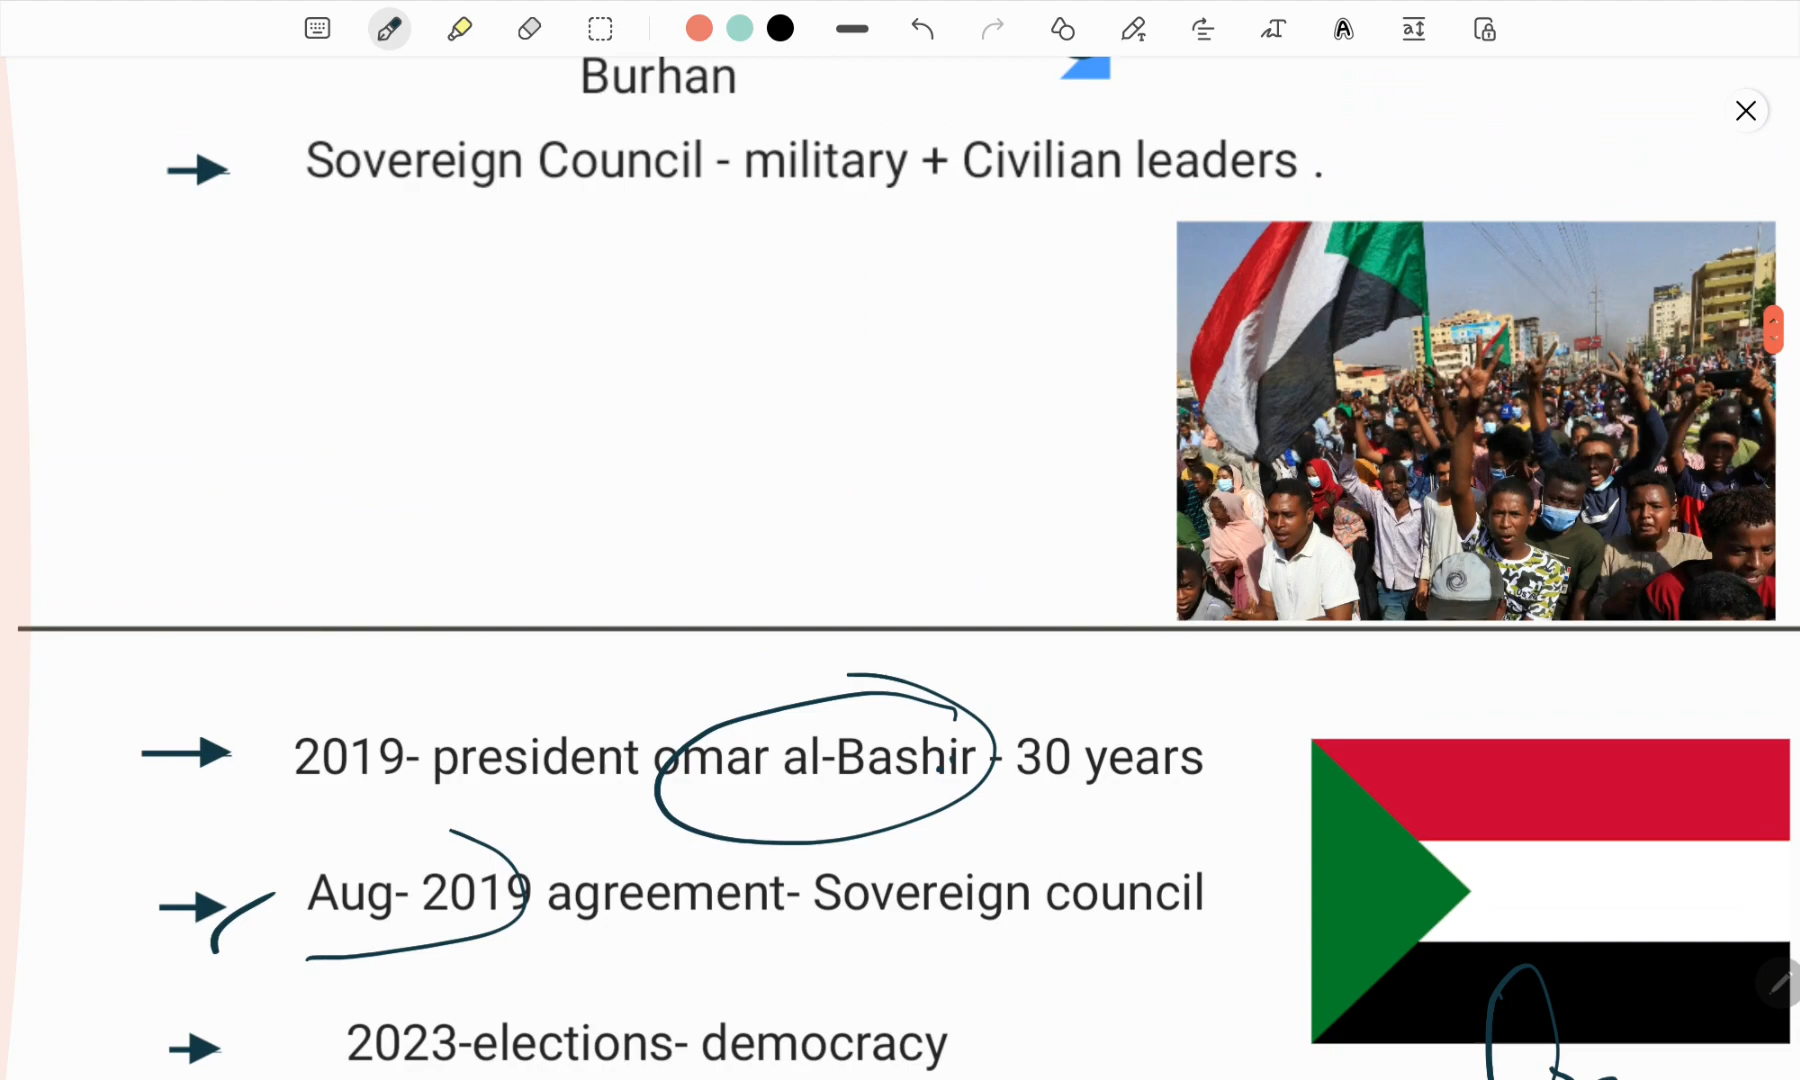 Burhan
Sovereign Council - military + Civilian leaders .
2019- president omar al-Bashir - 30 years
Aug- 2019 agreement- Sovereign council
2023-elections- democracy